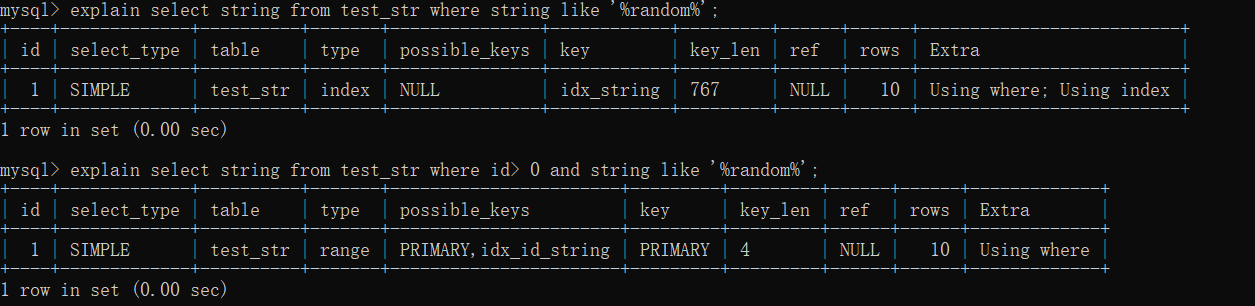 mysql> explain select string from test_str where string like '%random%';
+----+-------------+----------+-------+---------------+------------+---------+------+------+--------------------------+
| id | select_type | table    | type  | possible_keys | key        | key_len | ref  | rows | Extra                    |
+----+-------------+----------+-------+---------------+------------+---------+------+------+--------------------------+
|  1 | SIMPLE      | test_str | index | NULL          | idx_string | 767     | NULL |   10 | Using where; Using index |
+----+-------------+----------+-------+---------------+------------+---------+------+------+--------------------------+
1 row in set (0.00 sec)
mysql> explain select string from test_str where id> 0 and string like '%random%';
+----+-------------+----------+-------+-----------------------+---------+---------+------+------+-------------+
| id | select_type | table    | type  | possible_keys         | key     | key_len | ref  | rows | Extra       |
+----+-------------+----------+-------+-----------------------+---------+---------+------+------+-------------+
|  1 | SIMPLE      | test_str | range | PRIMARY,idx_id_string | PRIMARY | 4       | NULL |   10 | Using where |
+----+-------------+----------+-------+-----------------------+---------+---------+------+------+-------------+
1 row in set (0.00 sec)